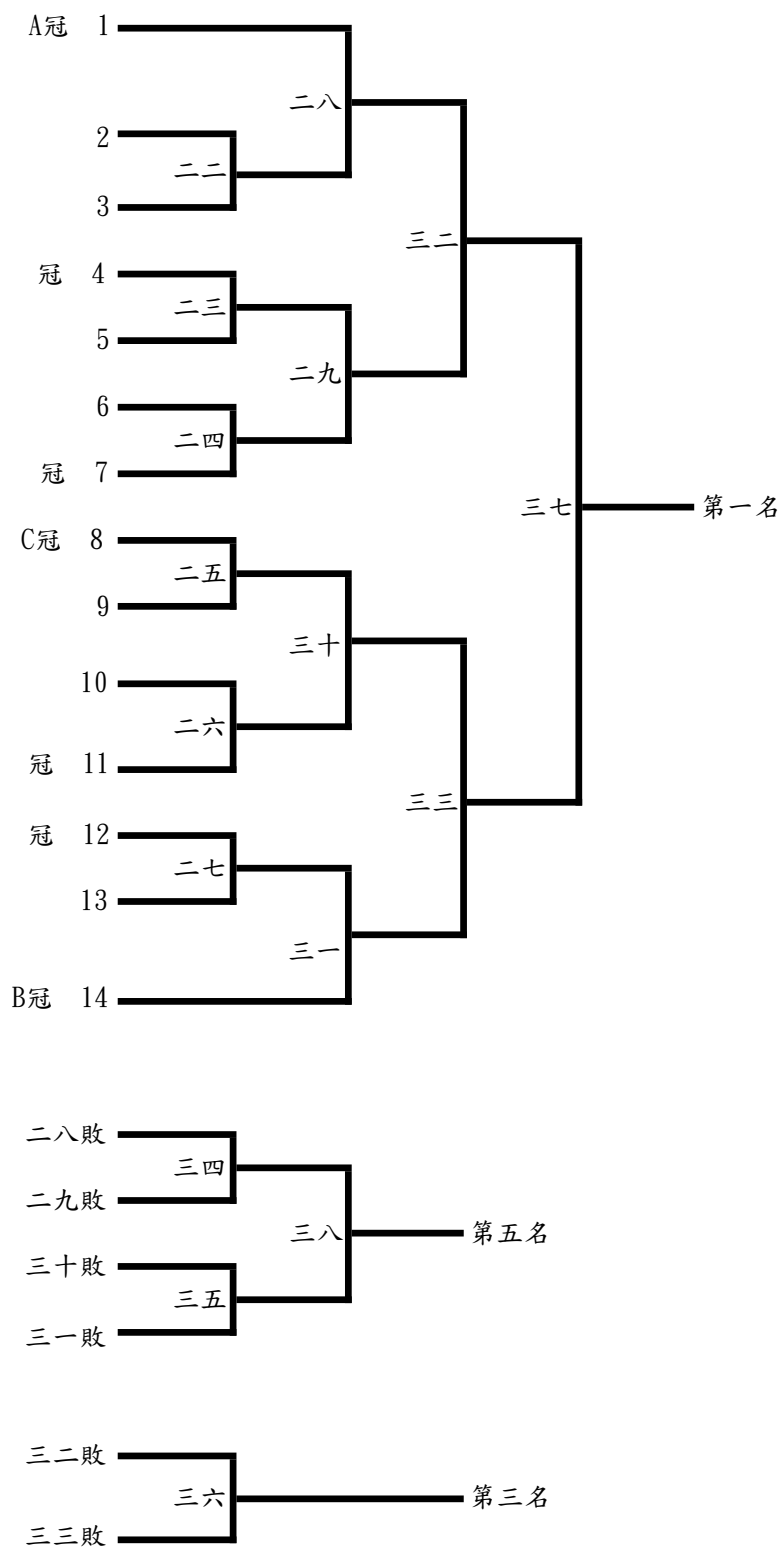 A冠 1
二八
2
二二
3
三二
冠 4
二三
5
二九
6
二四
冠 7
三七 第一名
C冠 8
二五
9
三十
10
二六
冠 11
三三
冠 12
二七
13
三一
B冠 14
二八敗
三四
二九敗
三八 第五名
三十敗
三五
三一敗
三二敗
三六 第三名
三三敗